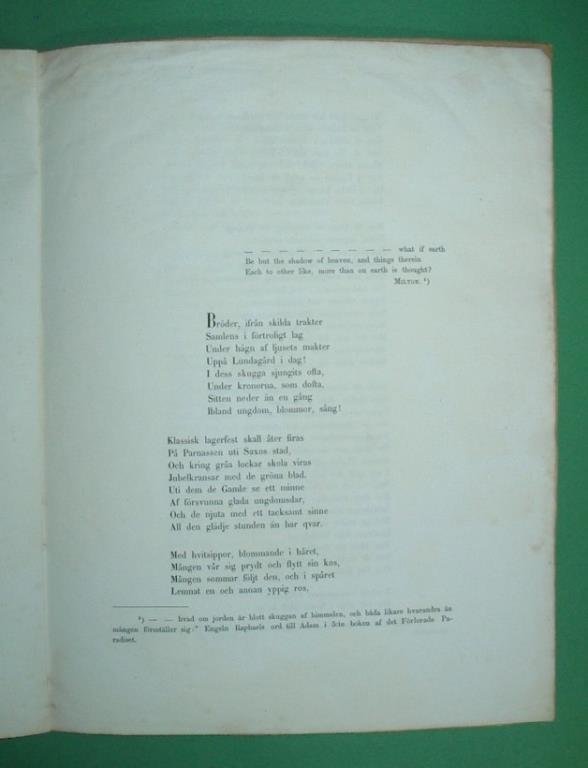 — — — — — — — — — — what if earth
Be but the shadow of heaven, and things therein
Each to other like, more than on earth is thought?
MILTON. *)
Bröder, ifrån skilda trakter
Samlens i förtroligt lag
Under hägn af ljusets makter
Uppå Lundagård i dag!
I dess skugga sjungits ofta,
Under kronorna, som dofta,
Sitten neder än en gång
Ibland ungdom, blommor, sång!
Klassisk lagerfest skall åter firas
På Parnassen uti Saxos stad,
Och kring gråa lockar skola viras
Jubelkransar med de gröna blad.
Uti dem de Gamle se ett minne
Af försvunna glada ungdomsdar,
Och de njuta med ett tacksamt sinne
All den glädje stunden än har qvar.
Med hvitsippor, blommande i håret,
Mången vår sig prydt och flytt sin kos,
Mången sommar följt den, och i spåret
Lemnat en och annan yppig ros,
*) — — hvad om jorden är blott skuggan af himmelen, och båda likare hvarandra än
mången föreställer sig:" Engeln Raphaels ord till Adam i 5te boken af det Förlorade Pa-
radiset.